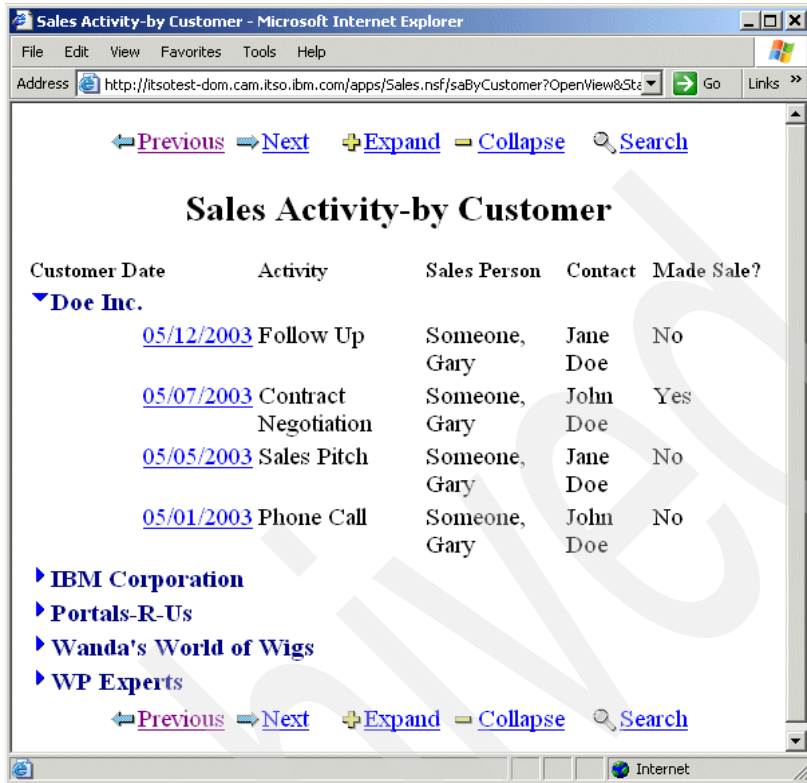 Sales Activity-by Customer - Microsoft Internet Explorer
File Edit View Favorites Tools Help
Address http://itsotest-dom.cam.itso.ibm.com/apps/Sales.nsf/saByCustomer?OpenView&Sta Go Links »
Previous Next Expand Collapse Search
Sales Activity-by Customer
Customer Date Activity Sales Person Contact Made Sale?
Doe Inc.
05/12/2003 Follow Up Someone, Jane No
Gary Doe
05/07/2003 Contract Someone, John Yes
Negotiation Gary Doe
05/05/2003 Sales Pitch Someone, Jane No
Gary Doe
05/01/2003 Phone Call Someone, John No
Gary Doe
IBM Corporation
Portals-R-Us
Wanda's World of Wigs
WP Experts
Previous Next Expand Collapse Search
Internet
hived